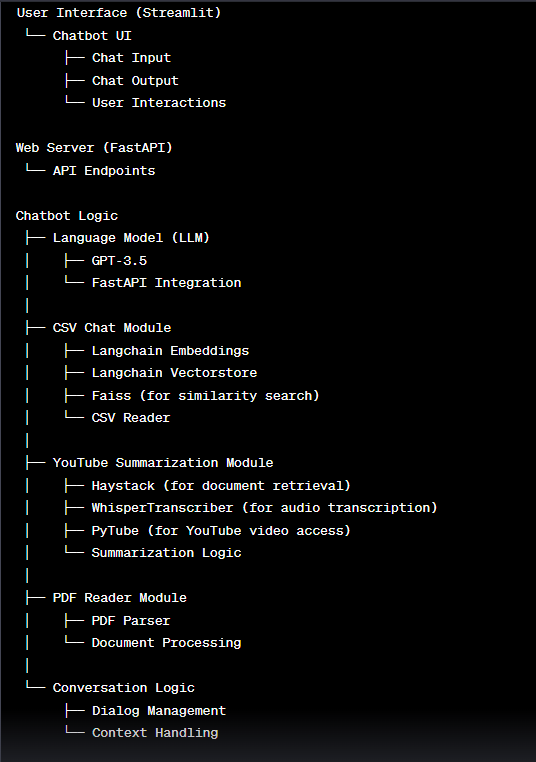 User Interface (Streamlit)
└── Chatbot UI
    ├── Chat Input
    ├── Chat Output
    └── User Interactions
Web Server (FastAPI)
└── API Endpoints
Chatbot Logic
├── Language Model (LLM)
│   ├── GPT-3.5
│   └── FastAPI Integration
│
├── CSV Chat Module
│   ├── Langchain Embeddings
│   ├── Langchain Vectorstore
│   ├── Faiss (for similarity search)
│   └── CSV Reader
│
├── YouTube Summarization Module
│   ├── Haystack (for document retrieval)
│   ├── WhisperTranscriber (for audio transcription)
│   ├── PyTube (for YouTube video access)
│   └── Summarization Logic
│
├── PDF Reader Module
│   ├── PDF Parser
│   └── Document Processing
│
└── Conversation Logic
    ├── Dialog Management
    └── Context Handling